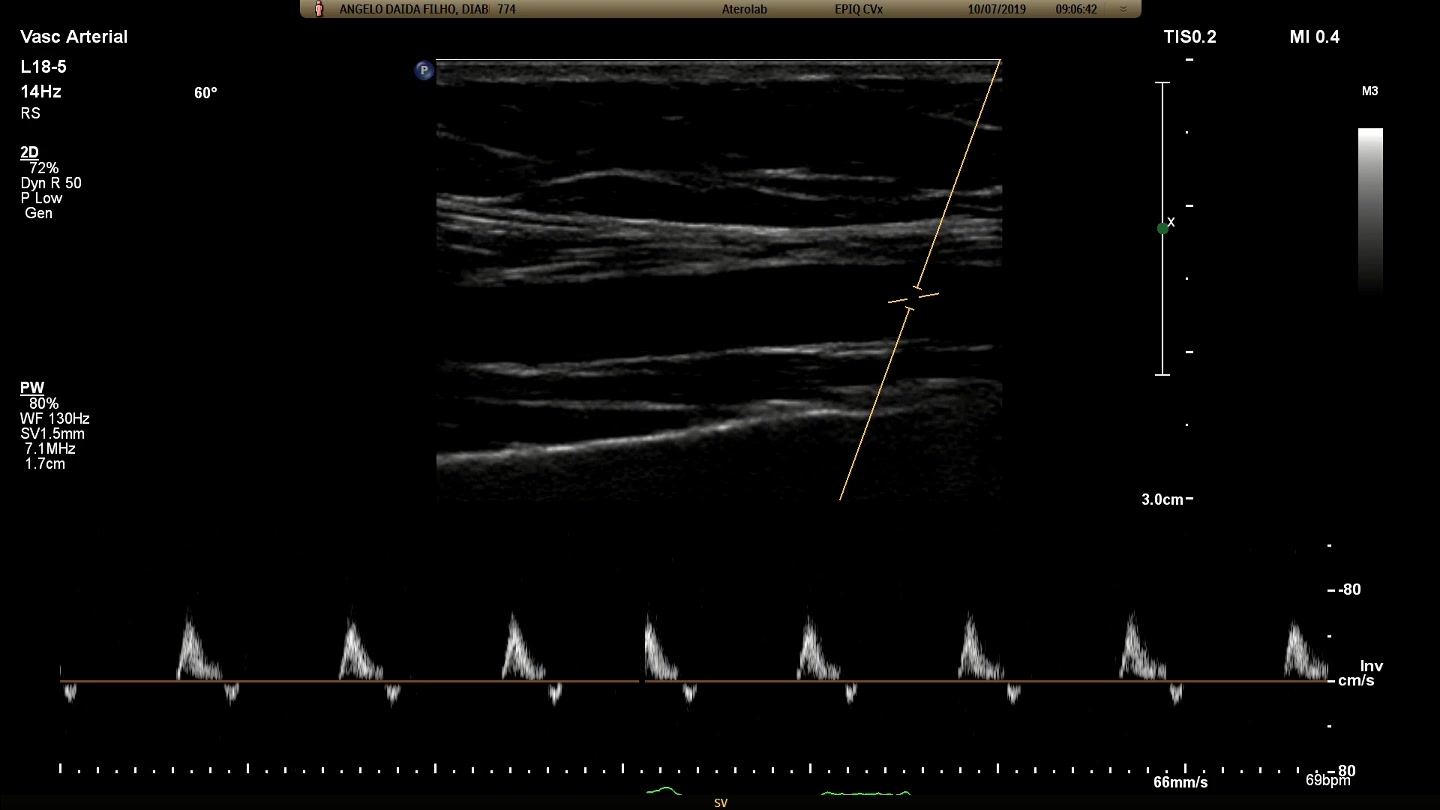 ANGELO DAIDA FILHO, DIAB 774 Aterolab EPIQ CVx 10/07/2019 09:06:42
Vasc Arterial
TIS0.2 MI 0.4
L18-5
14Hz
RS
60°
P
M3
2D
72%
Dyn R 50
P Low
Gen
X
PW
80%
WF 130Hz
SV1.5mm
7.1MHz
1.7cm
3.0cm
-80
Inv
cm/s
80
66mm/s
69bpm
SV